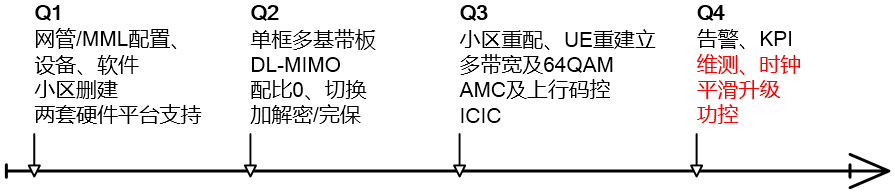 Q1
网管/MML配置、
设备、软件
小区删建
两套硬件平台支持
Q2
单框多基带板
DL-MIMO
配比0、切换
加解密/完保
Q3
小区重配、UE重建立
多带宽及64QAM
AMC及上行码控
ICIC
Q4
告警、KPI
维测、时钟
平滑升级
功控